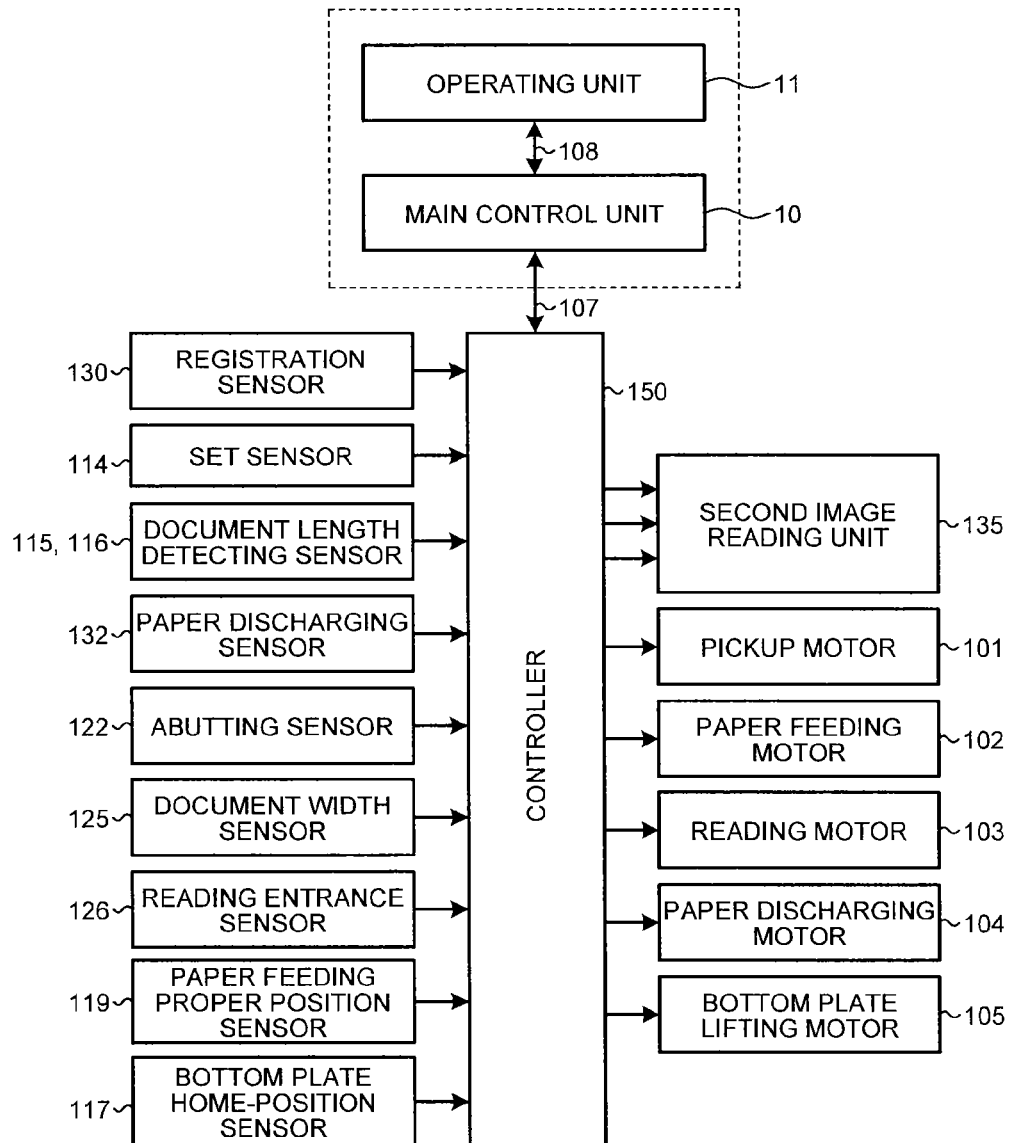 OPERATING UNIT
11
108
MAIN CONTROL UNIT
10
107
130
REGISTRATION
SENSOR
150
114
SET SENSOR
115, 116
DOCUMENT LENGTH
DETECTING SENSOR
SECOND IMAGE
READING UNIT
135
132
PAPER DISCHARGING
SENSOR
CONTROLLER
PICKUP MOTOR
101
122
ABUTTING SENSOR
PAPER FEEDING
MOTOR
102
125
DOCUMENT WIDTH
SENSOR
READING MOTOR
103
126
READING ENTRANCE
SENSOR
PAPER DISCHARGING
MOTOR
104
119
PAPER FEEDING
PROPER POSITION
SENSOR
BOTTOM PLATE
LIFTING MOTOR
105
117
BOTTOM PLATE
HOME-POSITION
SENSOR